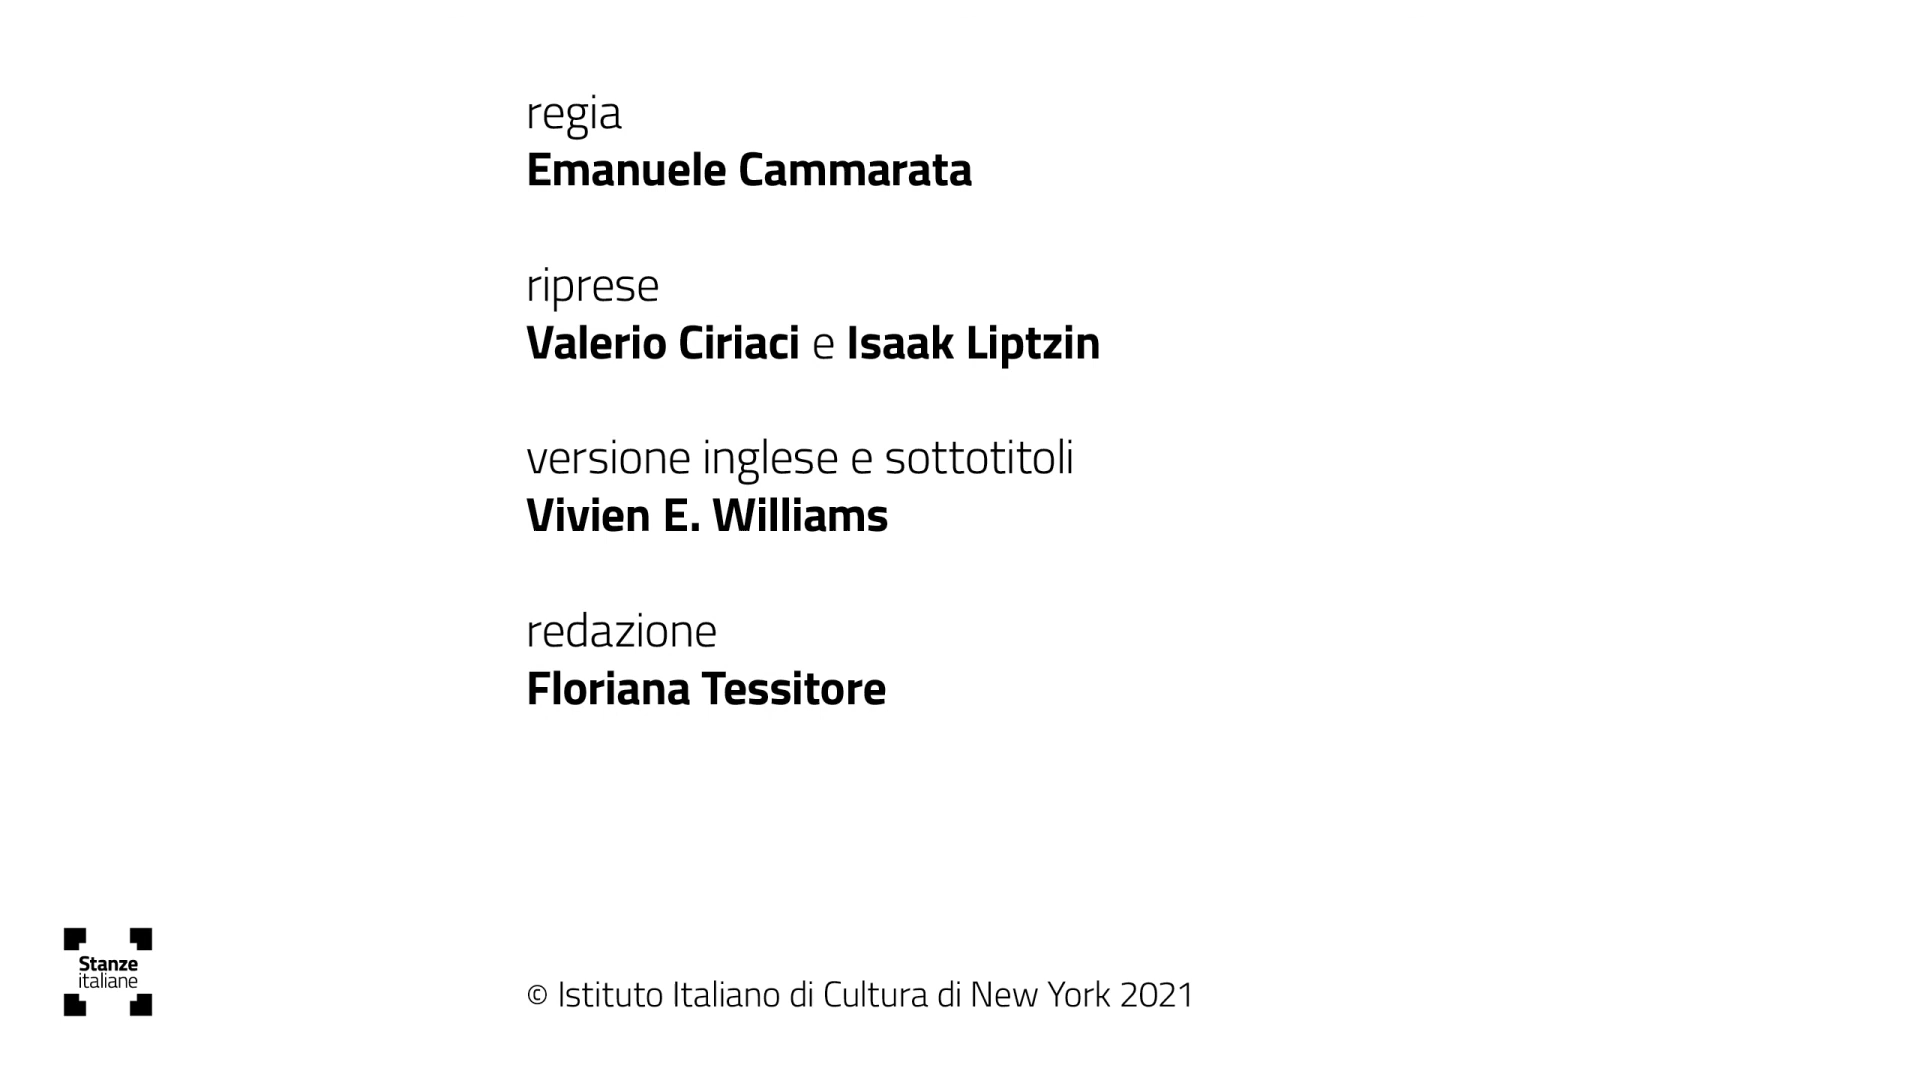 regia
Emanuele Cammarata
riprese
Valerio Ciriaci e Isaak Liptzin
versione inglese e sottotitoli
Vivien E. Williams
redazione
Floriana Tessitore
Stanze
italiane
© Istituto Italiano di Cultura di New York 2021